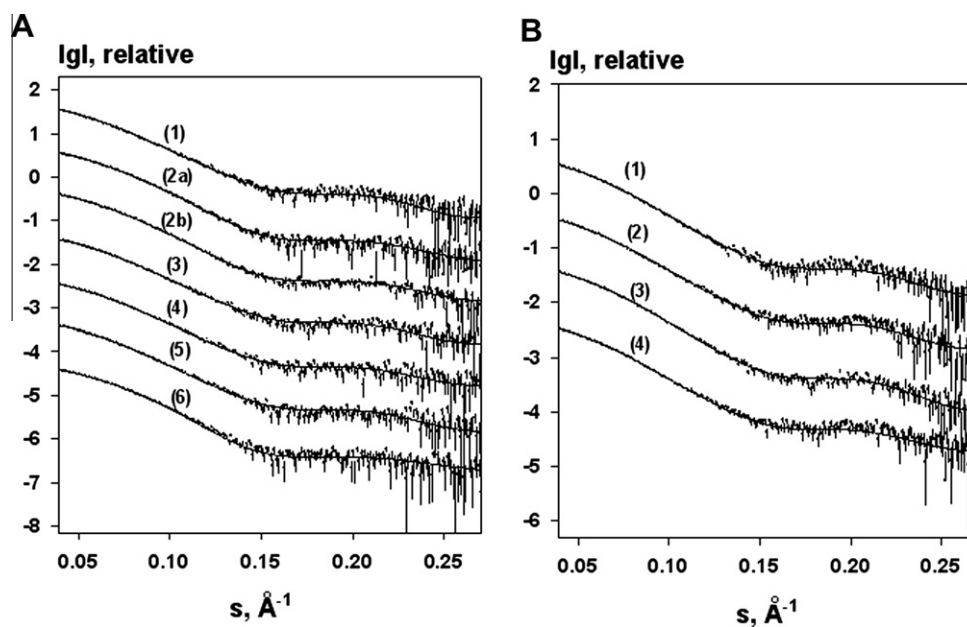 A
lgI, relative
2
1
0
-1
-2
-3
-4
-5
-6
-7
-8
(1)
(2a)
(2b)
(3)
(4)
(5)
(6)
0.05 0.10 0.15 0.20 0.25
s, Å-1
B
lgI, relative
2
1
0
-1
-2
-3
-4
-5
-6
(1)
(2)
(3)
(4)
0.05 0.10 0.15 0.20 0.25
s, Å-1